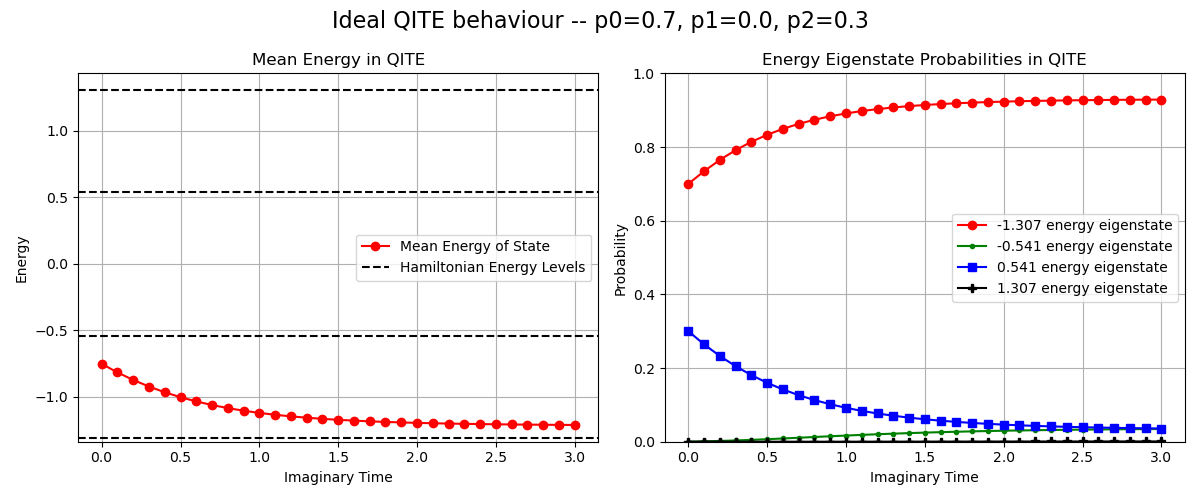 Ideal QITE behaviour -- p0=0.7, p1=0.0, p2=0.3
Mean Energy in QITE
Energy
1.0
0.5
0.0
−0.5
−1.0
Mean Energy of State
Hamiltonian Energy Levels
0.0 0.5 1.0 1.5 2.0 2.5 3.0
Imaginary Time
Energy Eigenstate Probabilities in QITE
Probability
1.0
0.8
0.6
0.4
0.2
0.0
-1.307 energy eigenstate
-0.541 energy eigenstate
0.541 energy eigenstate
1.307 energy eigenstate
0.0 0.5 1.0 1.5 2.0 2.5 3.0
Imaginary Time